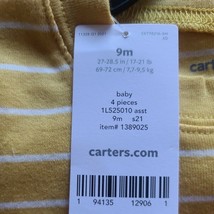 9m
27-28.5 in | 17-21 lb
69-72 cm | 7,7-9,5 kg
baby
4 pieces
1L525010 asst
9m s21
item# 1389025
carters.com
1 94135 12906 1
carter's